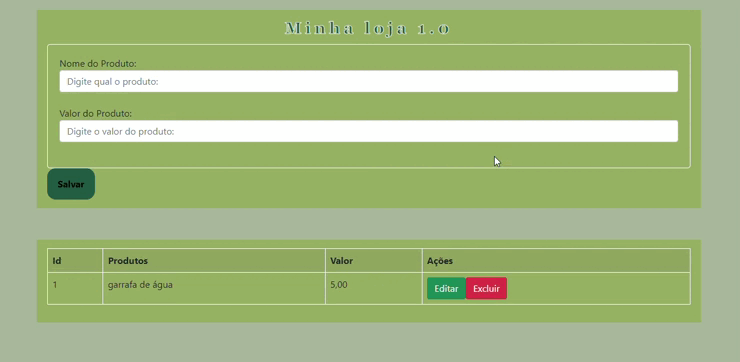 Minha loja 1.0
Nome do Produto:
Digite qual o produto:
Valor do Produto:
Digite o valor do produto:
Salvar
Id Produtos Valor Ações
1 garrafa de água 5,00 Editar Excluir